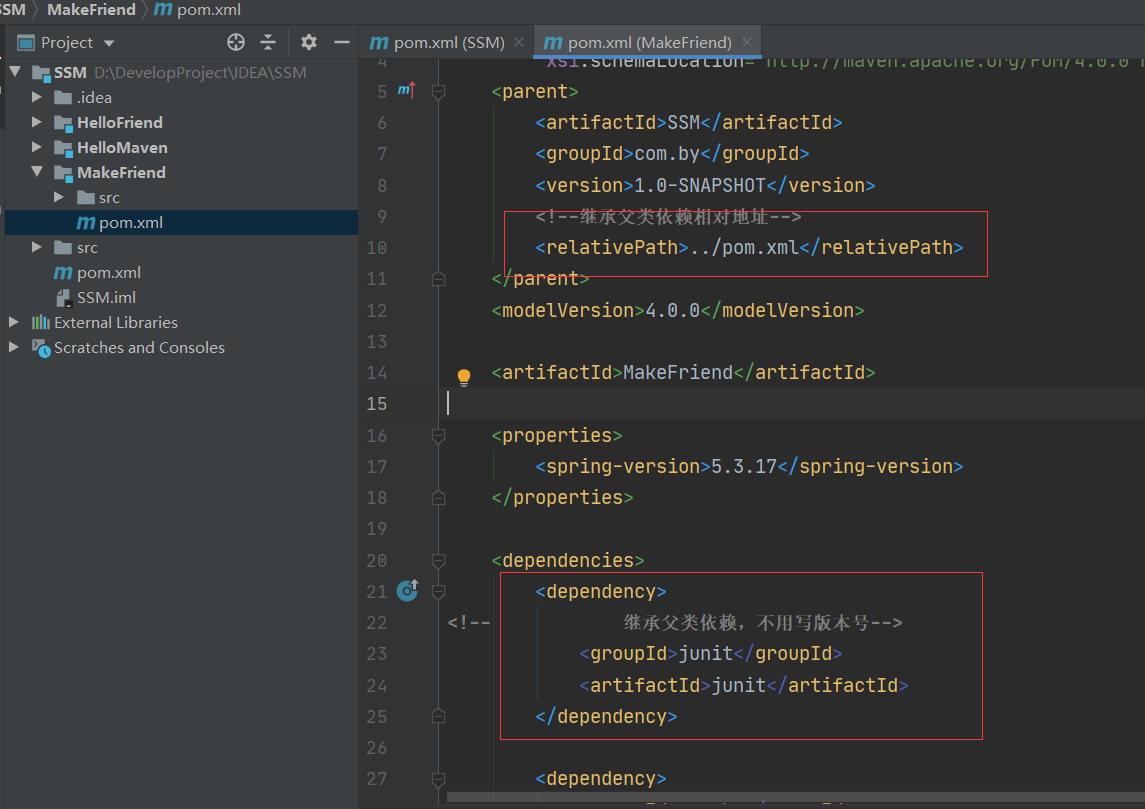 SSM MakeFriend m pom.xml
Project
pom.xml (SSM)
pom.xml (MakeFriend)
SSM D:\DevelopProject\IDEA\SSM
.idea
HelloFriend
HelloMaven
MakeFriend
src
pom.xml
src
pom.xml
SSM.iml
External Libraries
Scratches and Consoles
4 xsi:schemaLocation="http://maven.apache.org/POM/4.0.0
5 <parent>
6 <artifactId>SSM</artifactId>
7 <groupId>com.by</groupId>
8 <version>1.0-SNAPSHOT</version>
9 <!--继承父类依赖相对地址-->
10 <relativePath>../pom.xml</relativePath>
11 </parent>
12 <modelVersion>4.0.0</modelVersion>
13
14 <artifactId>MakeFriend</artifactId>
15
16 <properties>
17 <spring-version>5.3.17</spring-version>
18 </properties>
19
20 <dependencies>
21 <dependency>
22 <!-- 继承父类依赖，不用写版本号-->
23 <groupId>junit</groupId>
24 <artifactId>junit</artifactId>
25 </dependency>
26
27 <dependency>